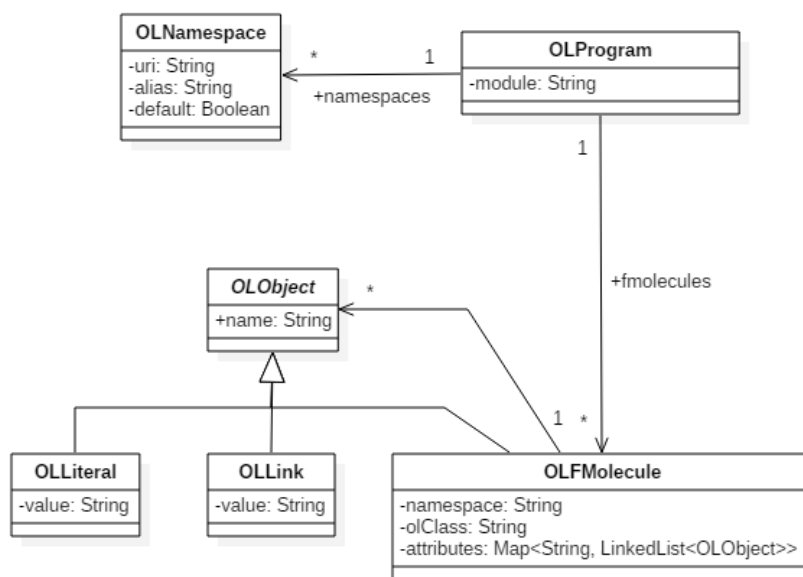 OLNamespace
-uri: String
-alias: String
-default: Boolean
*
1
+namespaces
OLProgram
-module: String
1
+fmolecules
OLObject
+name: String
*
1
*
OLLiteral
-value: String
OLLink
-value: String
OLFMolecule
-namespace: String
-olClass: String
-attributes: Map<String, LinkedList<OLObject>>